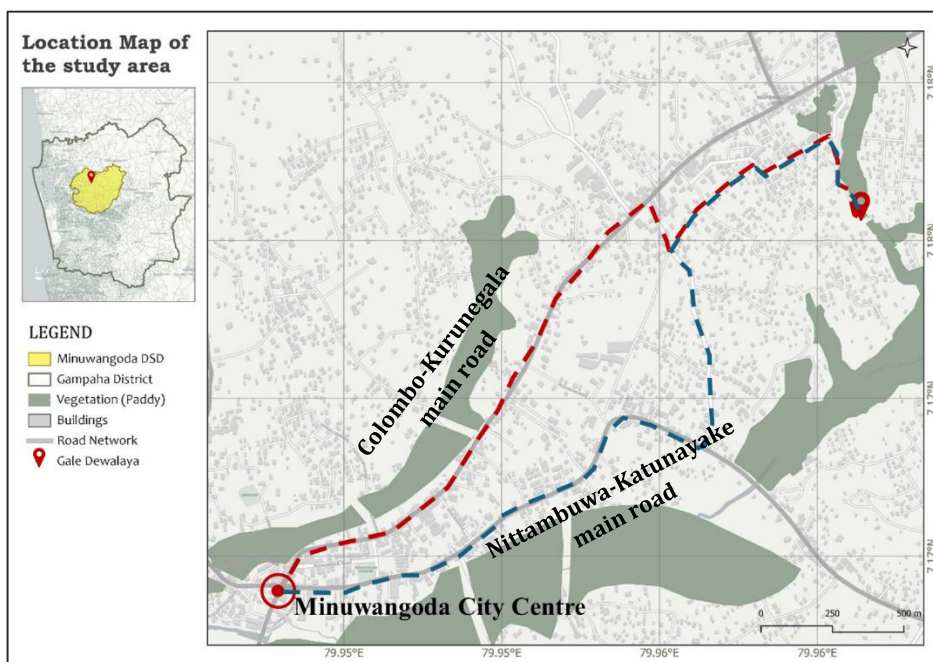 Location Map of
the study area
LEGEND
Minuwangoda DSD
Gampaha District
Vegetation (Paddy)
Buildings
Road Network
Gale Dewalaya
Colombo-Kurunegala
main road
Nittambuwa-Katunayake
main road
Minuwangoda City Centre
7.18°N
7.18°N
7.17°N
7.17°N
0 250 500 m
79.95°E 79.95°E 79.96°E 79.96°E